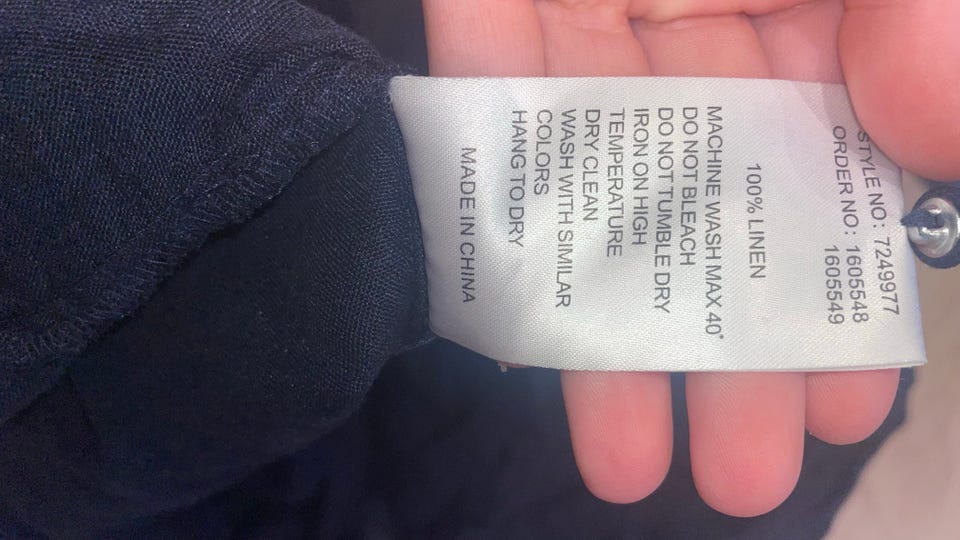 STYLE NO: 7249977
ORDER NO: 1605548
1605549
100% LINEN
MACHINE WASH MAX 40°
DO NOT BLEACH
DO NOT TUMBLE DRY
IRON ON HIGH
TEMPERATURE
DRY CLEAN
WASH WITH SIMILAR
COLORS
HANG TO DRY
MADE IN CHINA